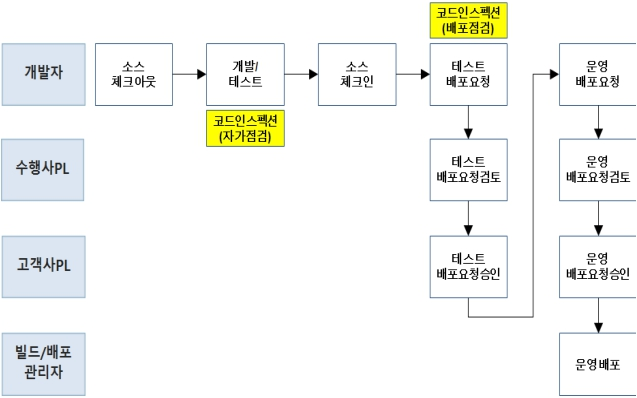 코드인스펙션
(배포점검)
개발자
소스
체크아웃
개발/
테스트
소스
체크인
테스트
배포요청
운영
배포요청
코드인스펙션
(자가점검)
수행사PL
테스트
배포요청검토
운영
배포요청검토
고객사PL
테스트
배포요청승인
운영
배포요청승인
빌드/배포
관리자
운영배포